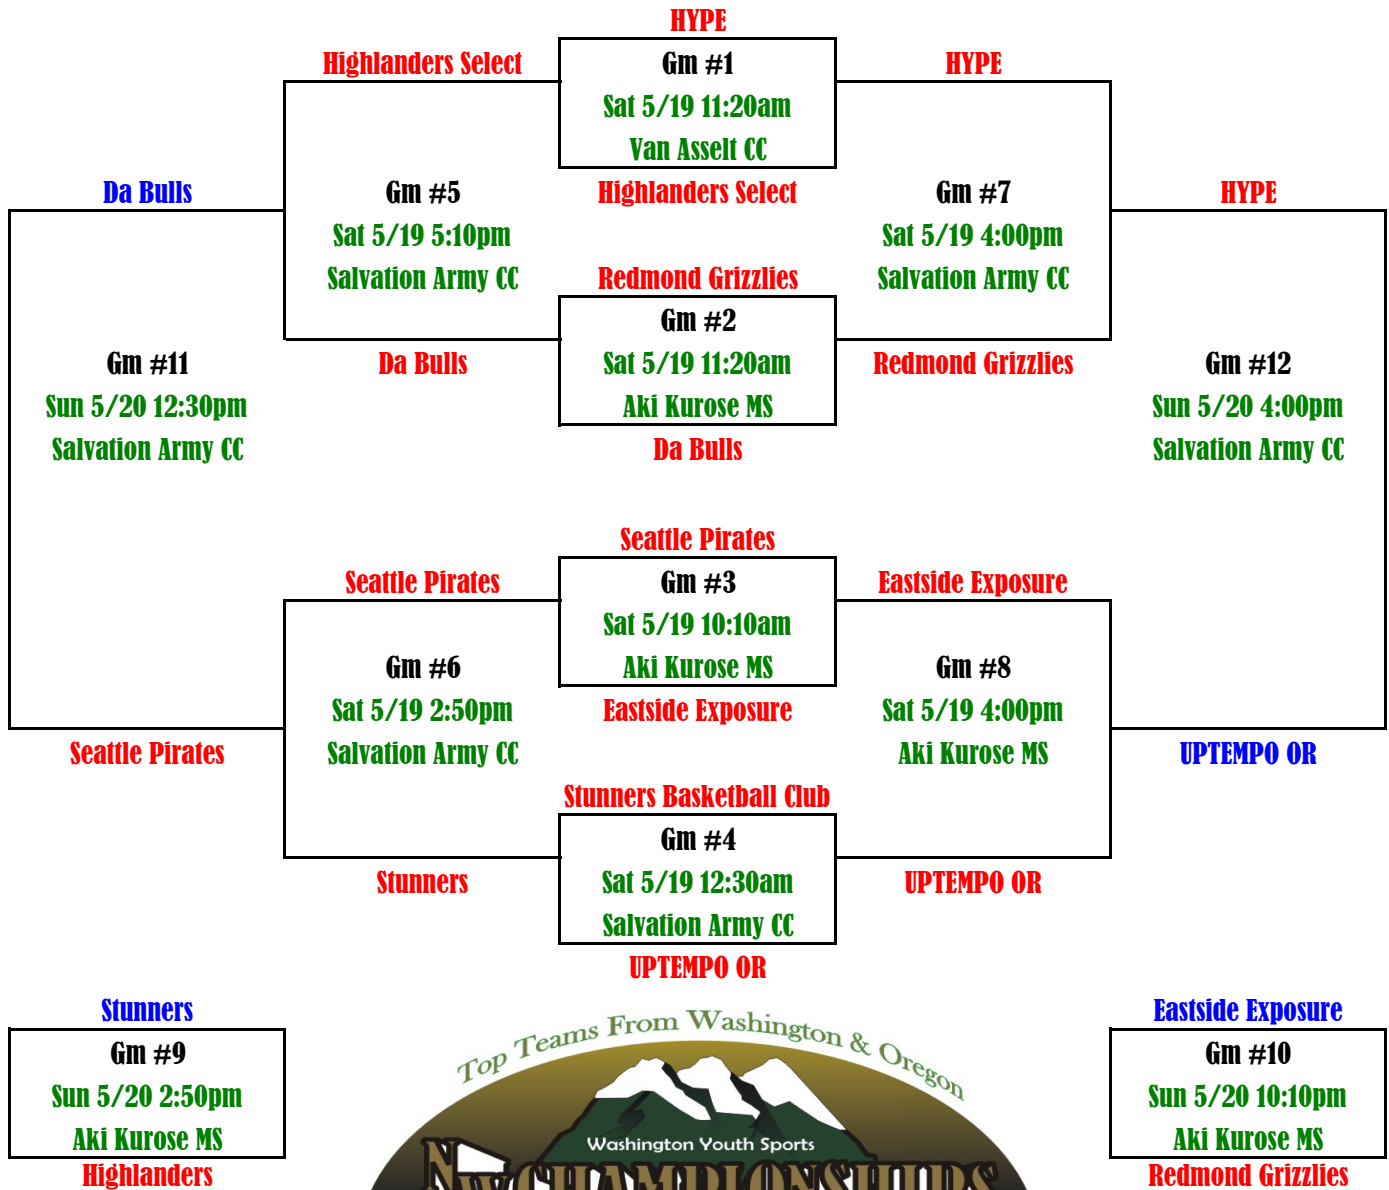 HYPE
Highlanders Select
Gm #1
HYPE
Sat 5/19 11:20am
Van Asselt CC
Da Bulls
Gm #5
Highlanders Select
Gm #7
HYPE
Sat 5/19 5:10pm
Sat 5/19 4:00pm
Salvation Army CC
Redmond Grizzlies
Salvation Army CC
Gm #2
Gm #11
Da Bulls
Sat 5/19 11:20am
Redmond Grizzlies
Gm #12
Sun 5/20 12:30pm
Aki Kurose MS
Sun 5/20 4:00pm
Salvation Army CC
Da Bulls
Salvation Army CC
Seattle Pirates
Seattle Pirates
Gm #3
Eastside Exposure
Sat 5/19 10:10am
Gm #6
Aki Kurose MS
Gm #8
Sat 5/19 2:50pm
Eastside Exposure
Sat 5/19 4:00pm
Seattle Pirates
Salvation Army CC
Aki Kurose MS
UPTEMPO OR
Stunners Basketball Club
Gm #4
Stunners
Sat 5/19 12:30am
UPTEMPO OR
Salvation Army CC
UPTEMPO OR
Stunners
Eastside Exposure
Gm #9
Top Teams From Washington & Oregon
Gm #10
Sun 5/20 2:50pm
Sun 5/20 10:10pm
Aki Kurose MS
Washington Youth Sports
Aki Kurose MS
Highlanders
NW CHAMPIONSHIPS
Redmond Grizzlies